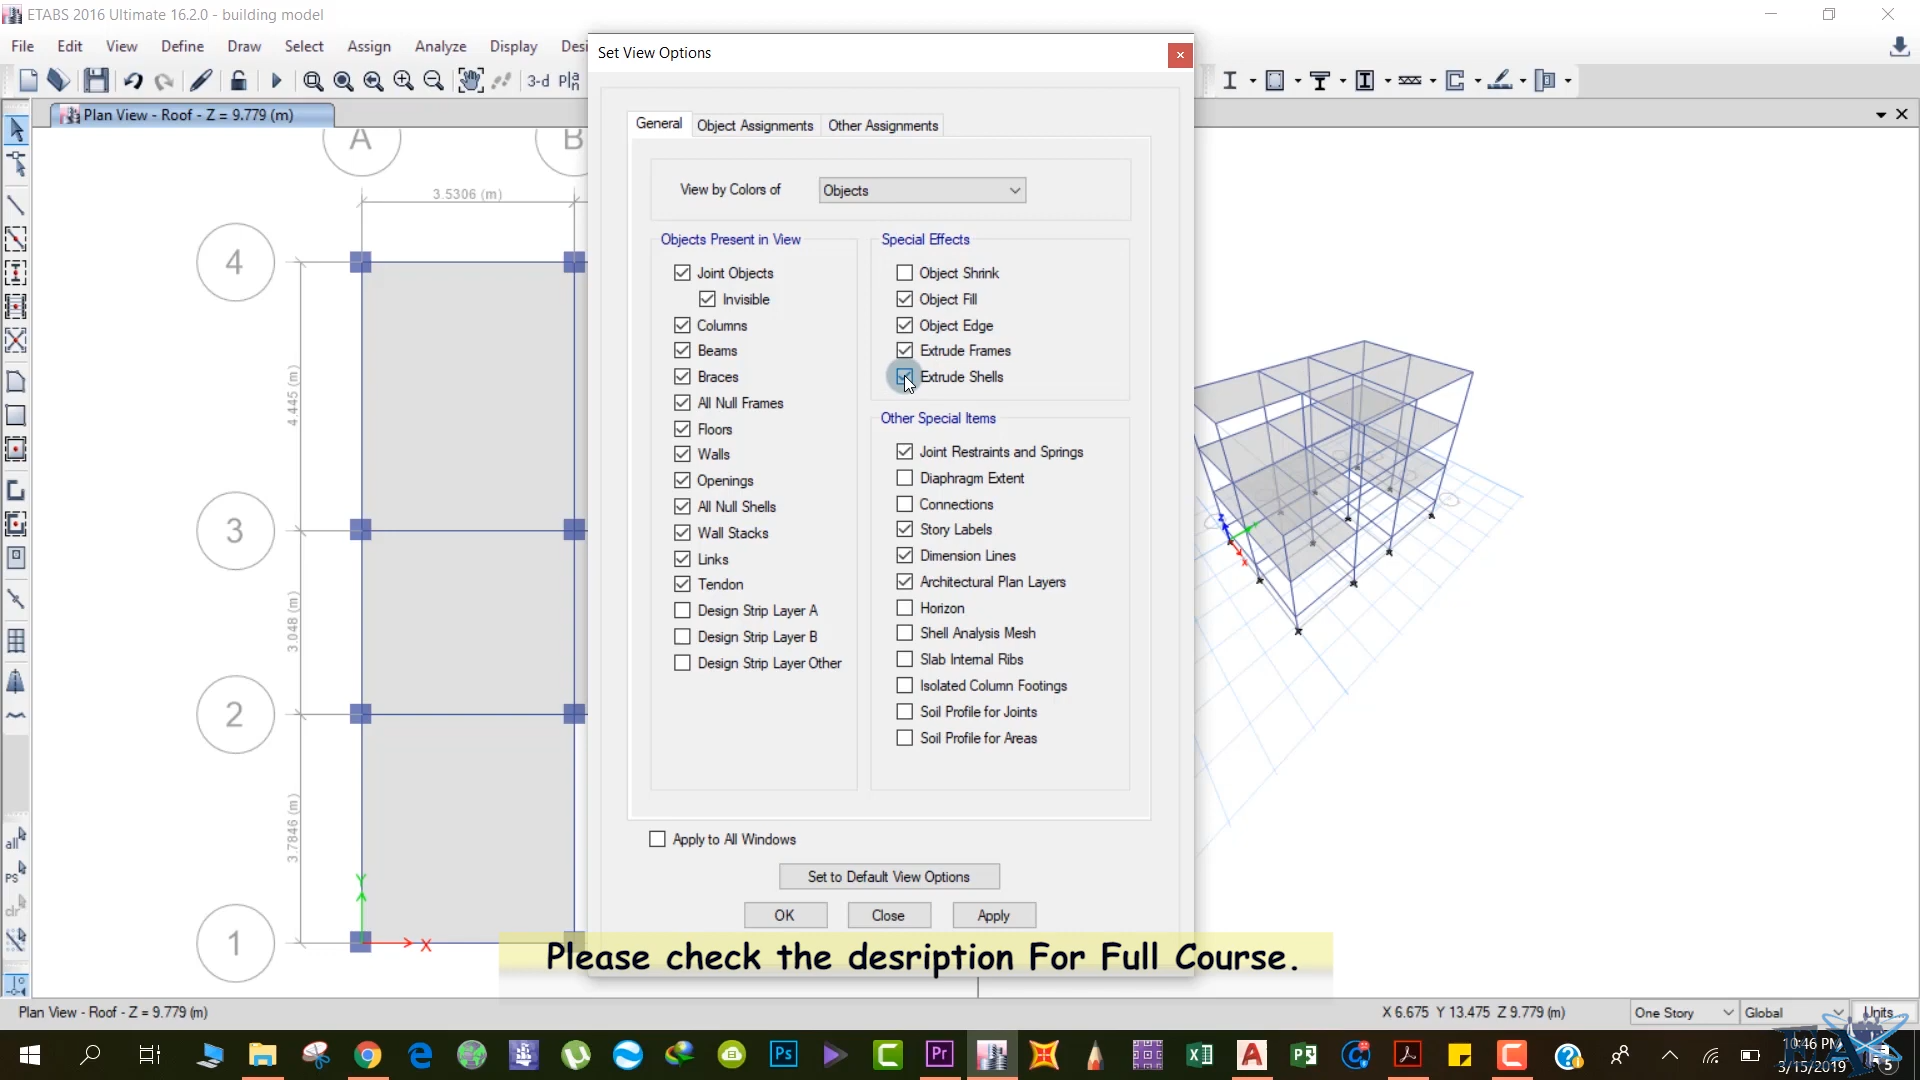 ETABS 2016 Ultimate 16.2.0 - building model
File Edit View Define Draw Select Assign Analyze Display Desi
3-d
Plan View - Roof - Z = 9.779 (m)
A
B
3.5306 (m)
4
4.445 (m)
3
3.048 (m)
2
3.7846 (m)
1
Y
X
Set View Options
General Object Assignments Other Assignments
View by Colors of Objects
Objects Present in View
Joint Objects
Invisible
Columns
Beams
Braces
All Null Frames
Floors
Walls
Openings
All Null Shells
Wall Stacks
Links
Tendon
Design Strip Layer A
Design Strip Layer B
Design Strip Layer Other
Special Effects
Object Shrink
Object Fill
Object Edge
Extrude Frames
Extrude Shells
Other Special Items
Joint Restraints and Springs
Diaphragm Extent
Connections
Story Labels
Dimension Lines
Architectural Plan Layers
Horizon
Shell Analysis Mesh
Slab Internal Ribs
Isolated Column Footings
Soil Profile for Joints
Soil Profile for Areas
Apply to All Windows
Set to Default View Options
OK Close Apply
Please check the desription For Full Course.
Z
X
all
PS
clr
Plan View - Roof - Z = 9.779 (m)
X 6.675 Y 13.475 Z 9.779 (m)
One Story Global Units...
Ps Pr
10:46 PM
3/15/2019
5